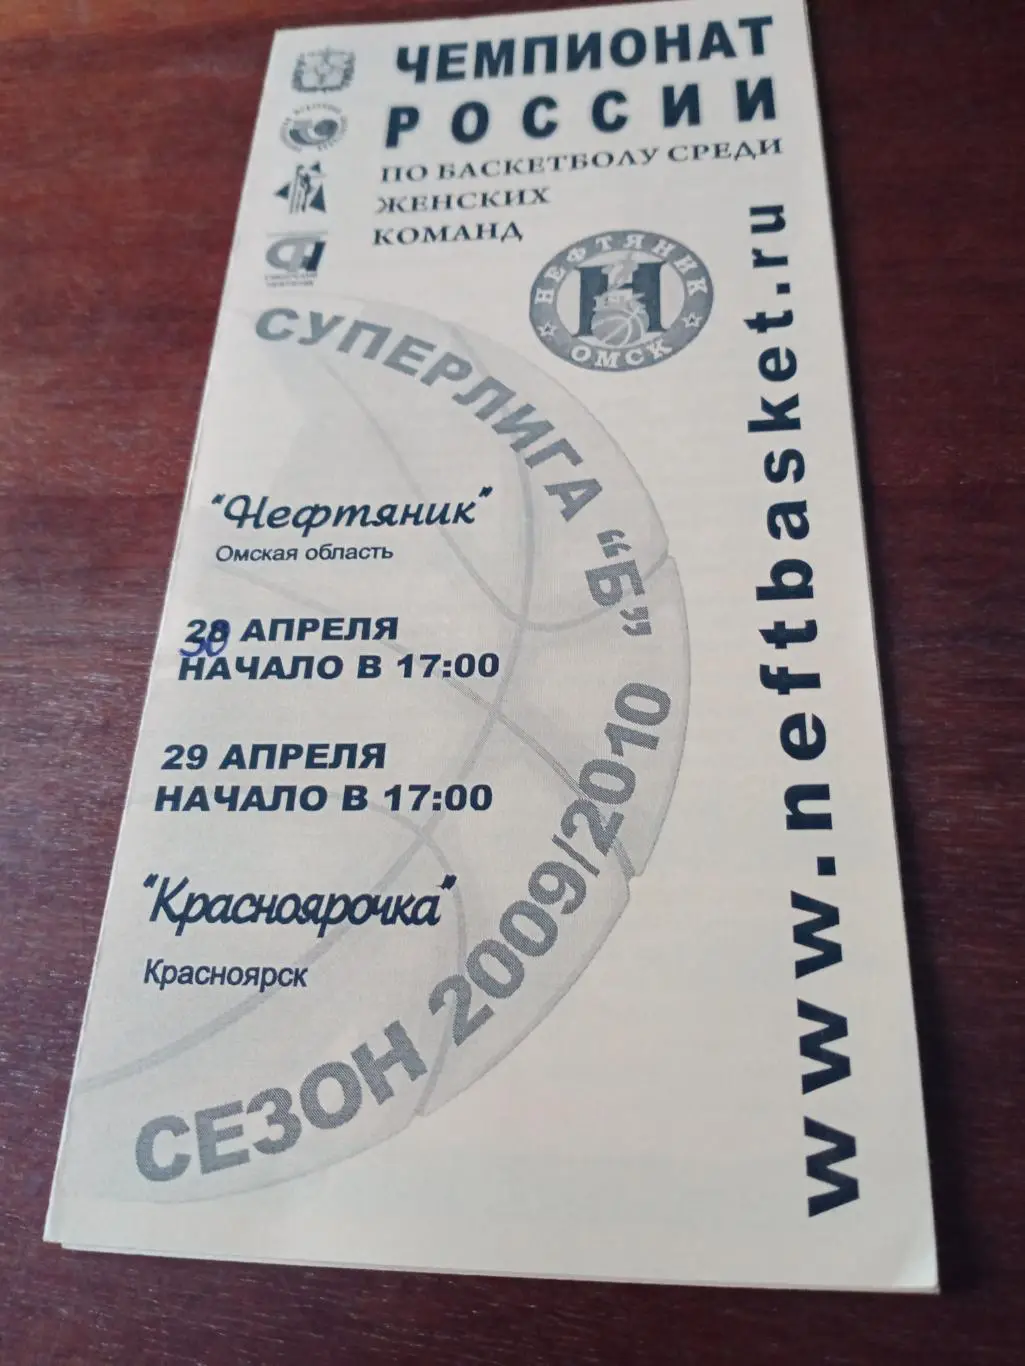 ЧЕМПИОНАТ
РОССИИ
ПО БАСКЕТБОЛУ СРЕДИ
ЖЕНСКИХ
КОМАНД
НЕФТЯНИК
Н
ОМСК
www.neftbasket.ru
СУПЕРЛИГА "Б"
"Нефтяник"
Омская область
28 АПРЕЛЯ
30
НАЧАЛО В 17:00
29 АПРЕЛЯ
НАЧАЛО В 17:00
"Красноярочка"
Красноярск
СЕЗОН 2009/2010